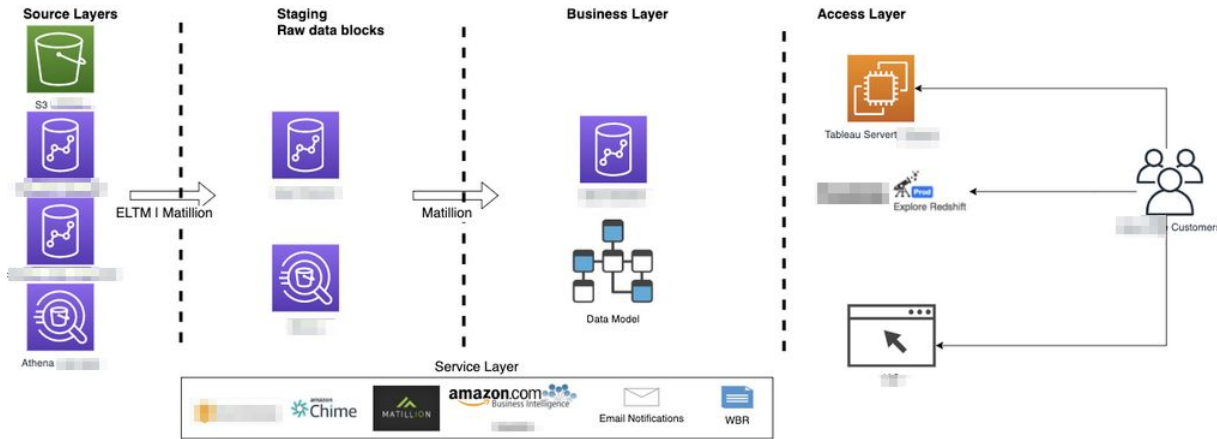 Source Layers
Staging
Raw data blocks
Business Layer
Access Layer
S3
Tableau Servert
ELTM | Matillion
Matillion
Prod
Explore Redshift
Customers
Data Model
Athena
Service Layer
amazon
Chime
MATILLION
amazon.com
Business Intelligence
Email Notifications
WBR